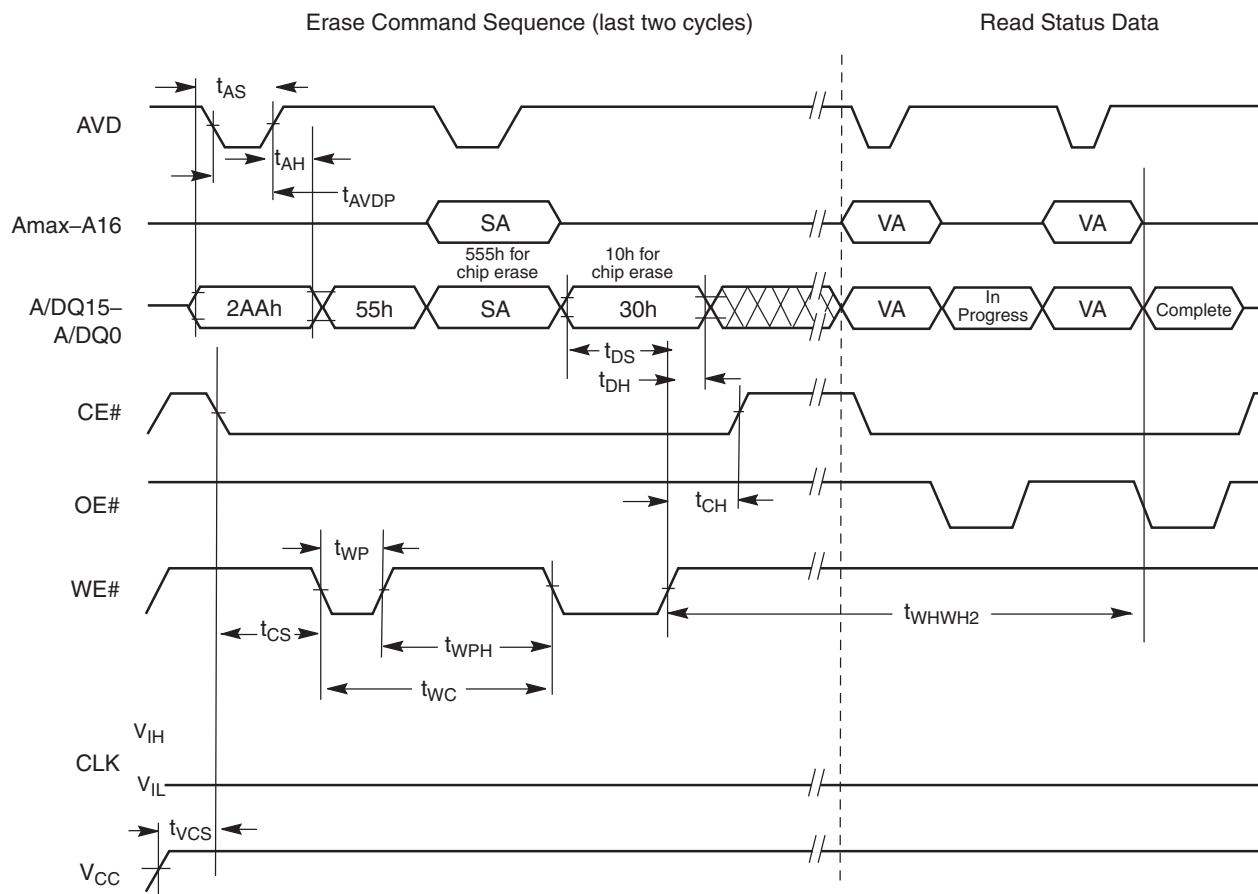 Erase Command Sequence (last two cycles)
Read Status Data
tAS
AVD
tAH
tAVDP
Amax–A16
SA
VA
VA
555h for
chip erase
10h for
chip erase
A/DQ15–
A/DQ0
2AAh
55h
SA
30h
VA
In
Progress
VA
Complete
tDS
tDH
CE#
OE#
tCH
WE#
tWP
tCS
tWPH
tWC
tWHWH2
VIH
CLK
VIL
tVCS
VCC